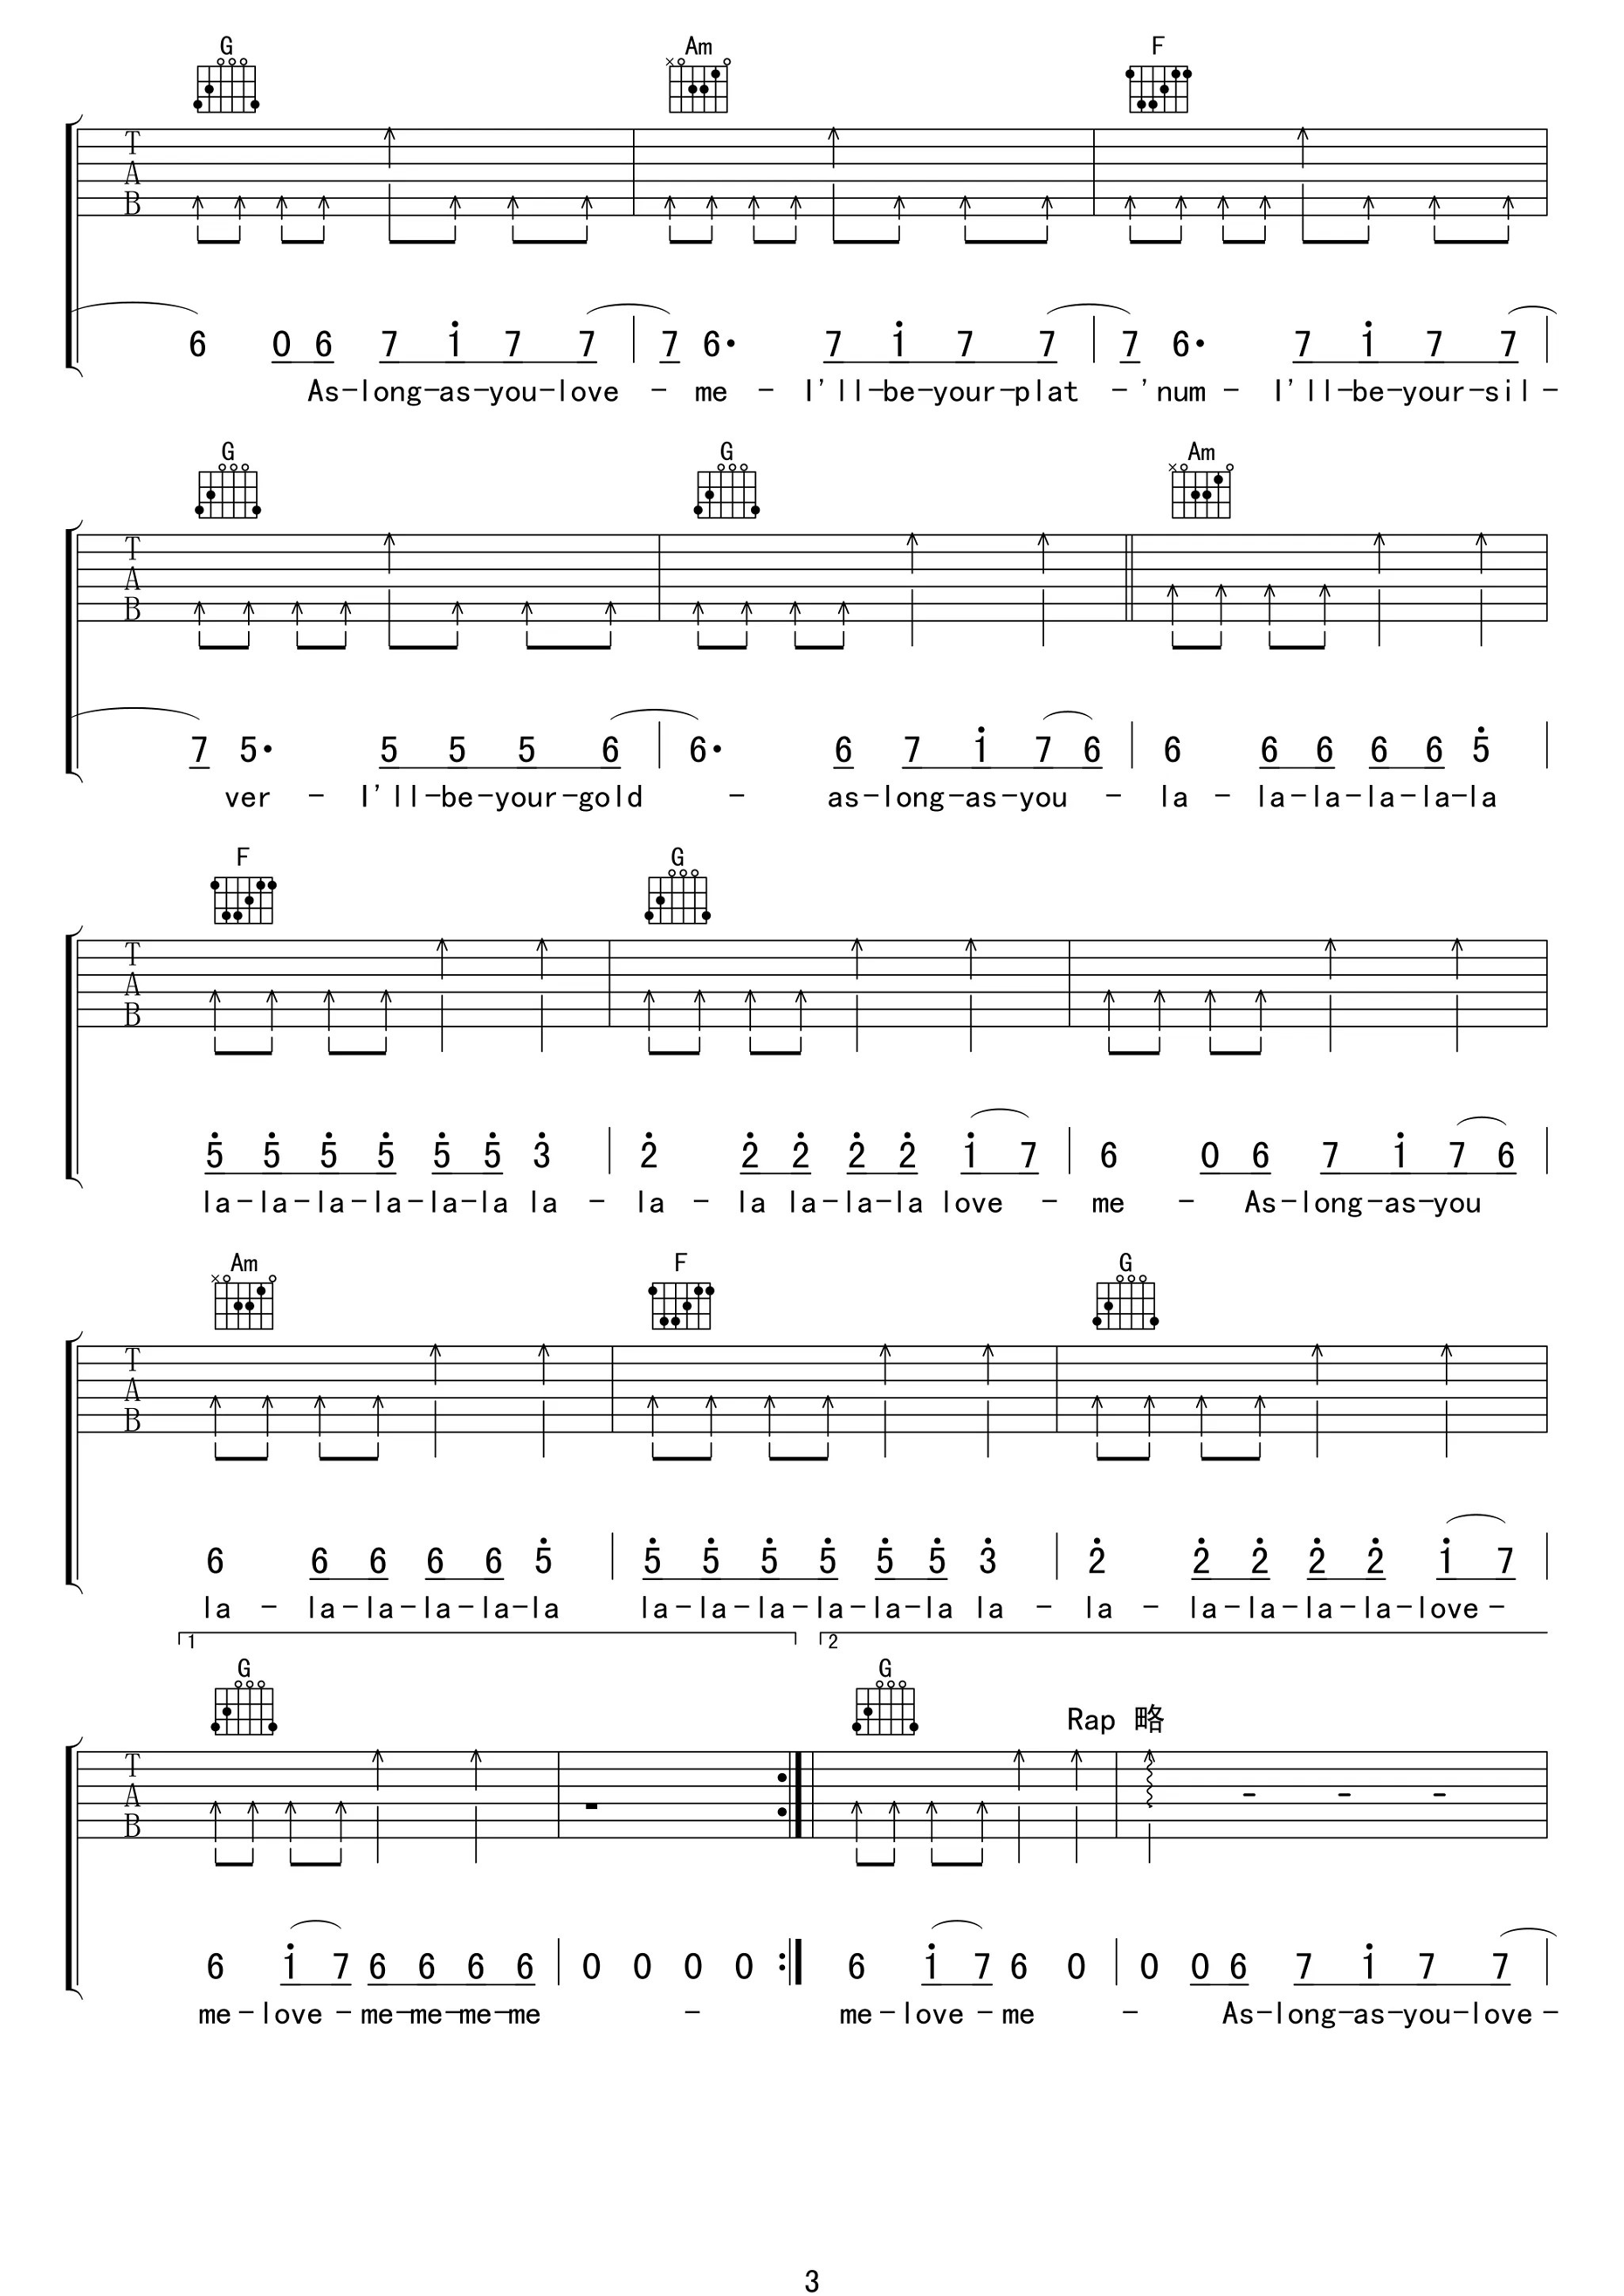 G Am F
T
A
B
6 0 6 7 i 7 7 | 7 6· 7 i 7 7 | 7 6· 7 i 7 7 |
As-long-as-you-love - me - I'll-be-your-plat -'num - I'll-be-your-sil-
G G Am
T
A
B
7 5· 5 5 5 6 | 6· 6 7 i 7 6 | 6 6 6 6 6 5̇ |
ver - I'll-be-your-gold - as-long-as-you - la - la-la-la-la-la
F G
T
A
B
5̇ 5̇ 5̇ 5̇ 5̇ 5̇ 3̇ | 2̇ 2̇ 2̇ 2̇ 2̇ i 7 | 6 0 6 7 i 7 6 |
la-la-la-la-la-la la - la - la la-la-la love - me - As-long-as-you
Am F G
T
A
B
6 6 6 6 6 5̇ | 5̇ 5̇ 5̇ 5̇ 5̇ 5̇ 3̇ | 2̇ 2̇ 2̇ 2̇ 2̇ i 7 |
la - la-la-la-la-la la-la-la-la-la-la la - la - la-la-la-la-love-
1 2
G G
Rap 略
T
A
B
6 i 7 6 6 6 6 | 0 0 0 0 :| 6 i 7 6 0 | 0 0 6 7 i 7 7 |
me-love-me-me-me-me - me-love-me - As-long-as-you-love-
3